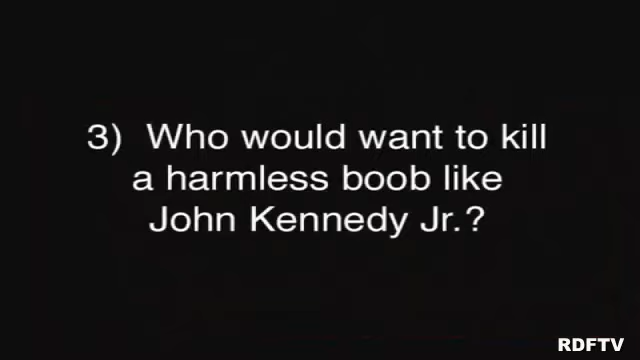 3) Who would want to kill
a harmless boob like
John Kennedy Jr.?
RDFTV